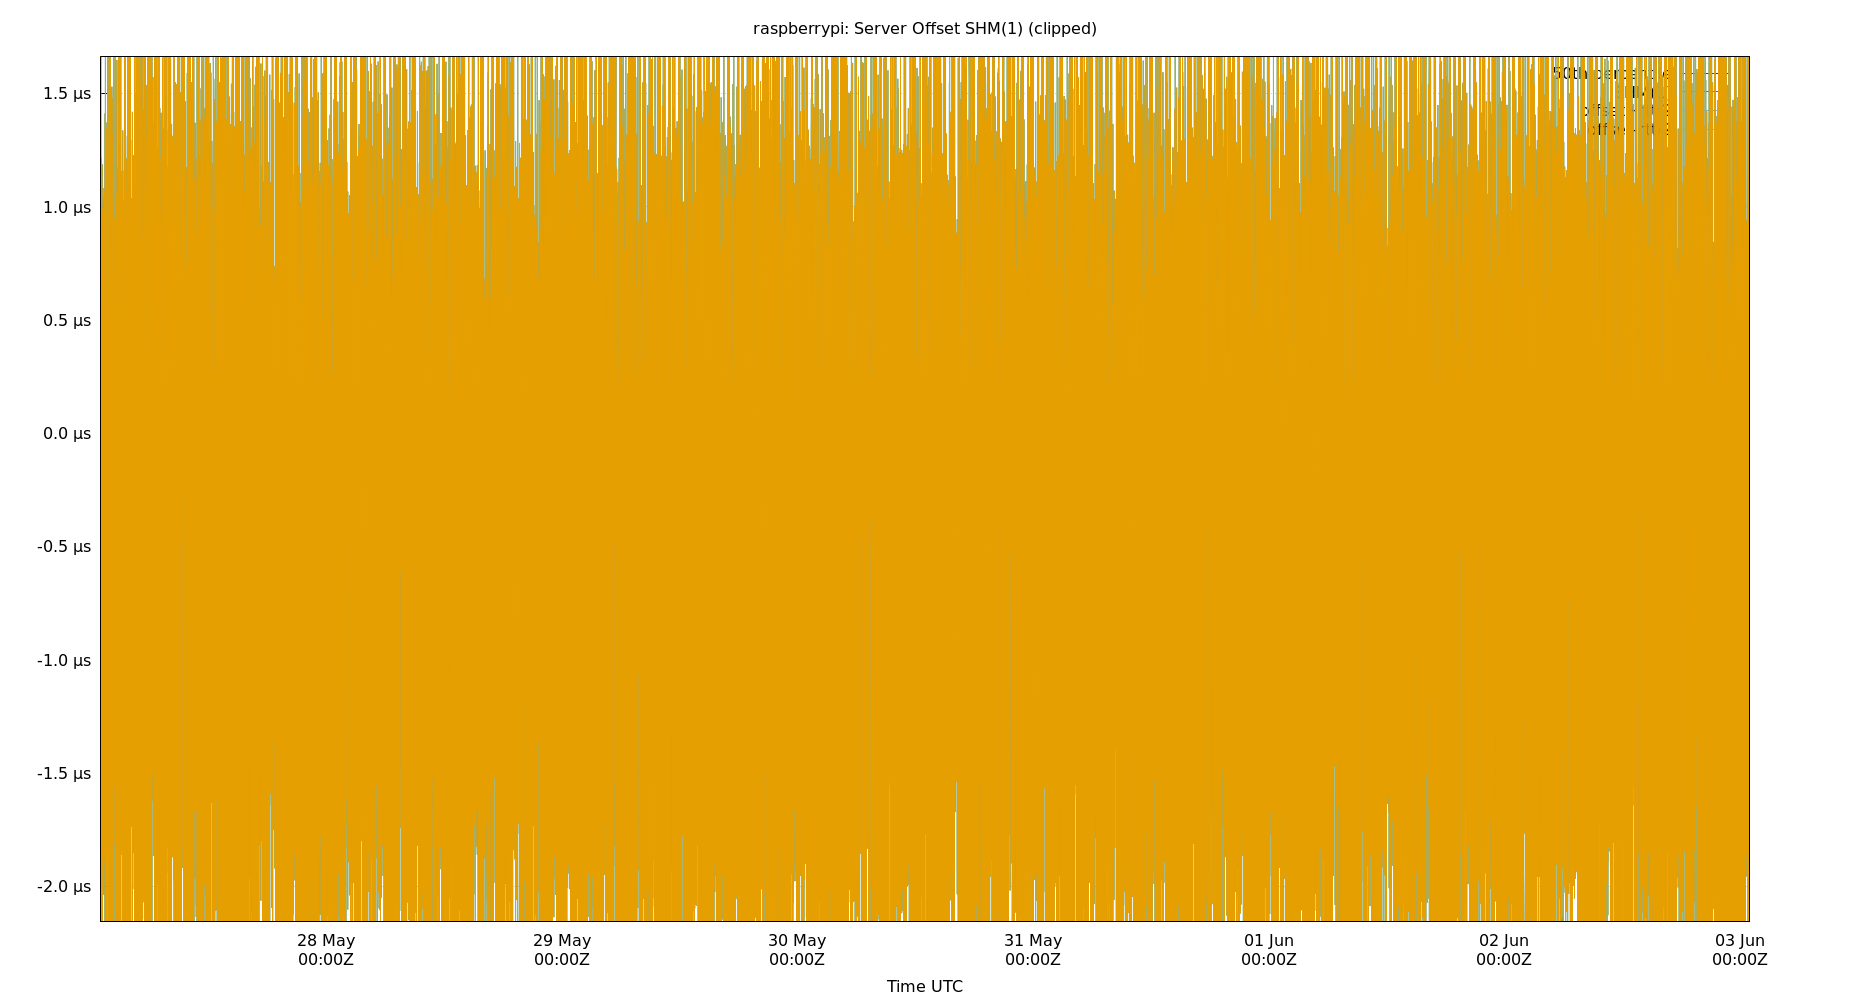 raspberrypi: Server Offset SHM(1) (clipped)
1.5 µs
1.0 µs
0.5 µs
0.0 µs
-0.5 µs
-1.0 µs
-1.5 µs
-2.0 µs
28 May 29 May 30 May 31 May 01 Jun 02 Jun 03 Jun
00:00Z 00:00Z 00:00Z 00:00Z 00:00Z 00:00Z 00:00Z
Time UTC